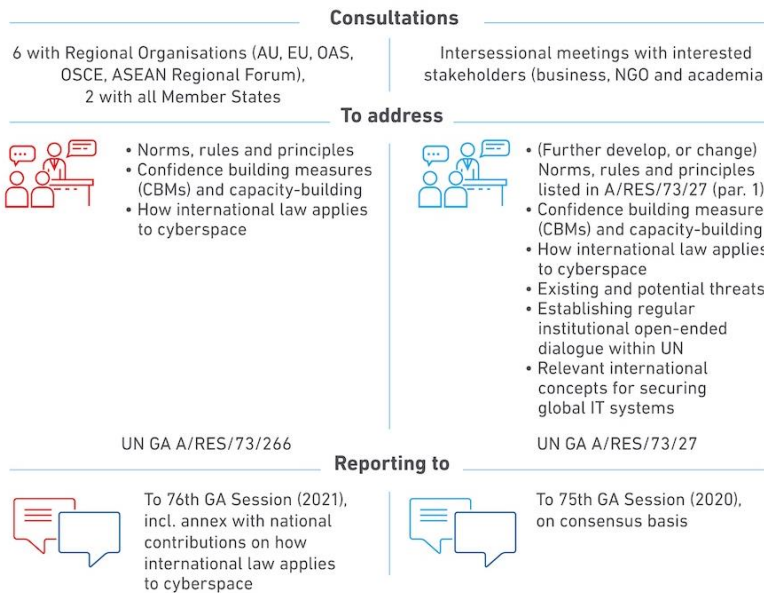 Consultations
6 with Regional Organisations (AU, EU, OAS,
OSCE, ASEAN Regional Forum),
2 with all Member States
Intersessional meetings with interested
stakeholders (business, NGO and academia
To address
• Norms, rules and principles
• Confidence building measures
(CBMs) and capacity-building
• How international law applies
to cyberspace
• (Further develop, or change)
Norms, rules and principles
listed in A/RES/73/27 (par. 1)
• Confidence building measure
(CBMs) and capacity-building
• How international law applies
to cyberspace
• Existing and potential threats
• Establishing regular
institutional open-ended
dialogue within UN
• Relevant international
concepts for securing
global IT systems
UN GA A/RES/73/266
UN GA A/RES/73/27
Reporting to
To 76th GA Session (2021),
incl. annex with national
contributions on how
international law applies
to cyberspace
To 75th GA Session (2020),
on consensus basis